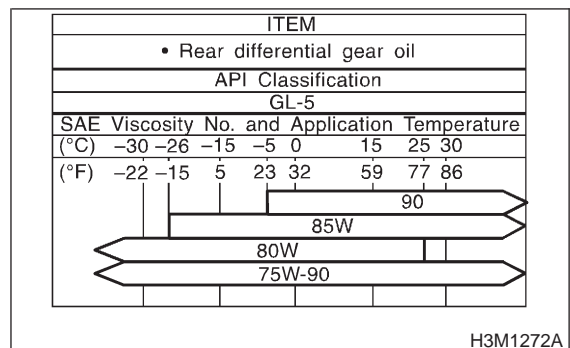 ITEM
• Rear differential gear oil
API Classification
GL-5
SAE Viscosity No. and Application Temperature
(°C) –30 –26 –15 –5 0 15 25 30
(°F) –22 –15 5 23 32 59 77 86
90
85W
80W
75W-90
H3M1272A